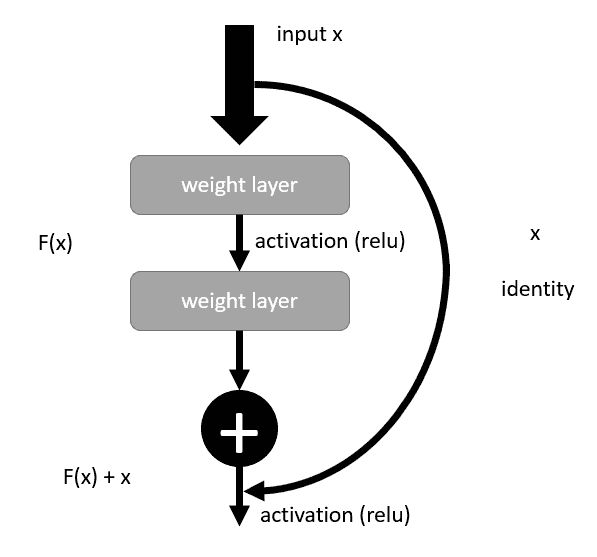 input x
weight layer
activation (relu)
F(x)
x
identity
weight layer
+
F(x) + x
activation (relu)